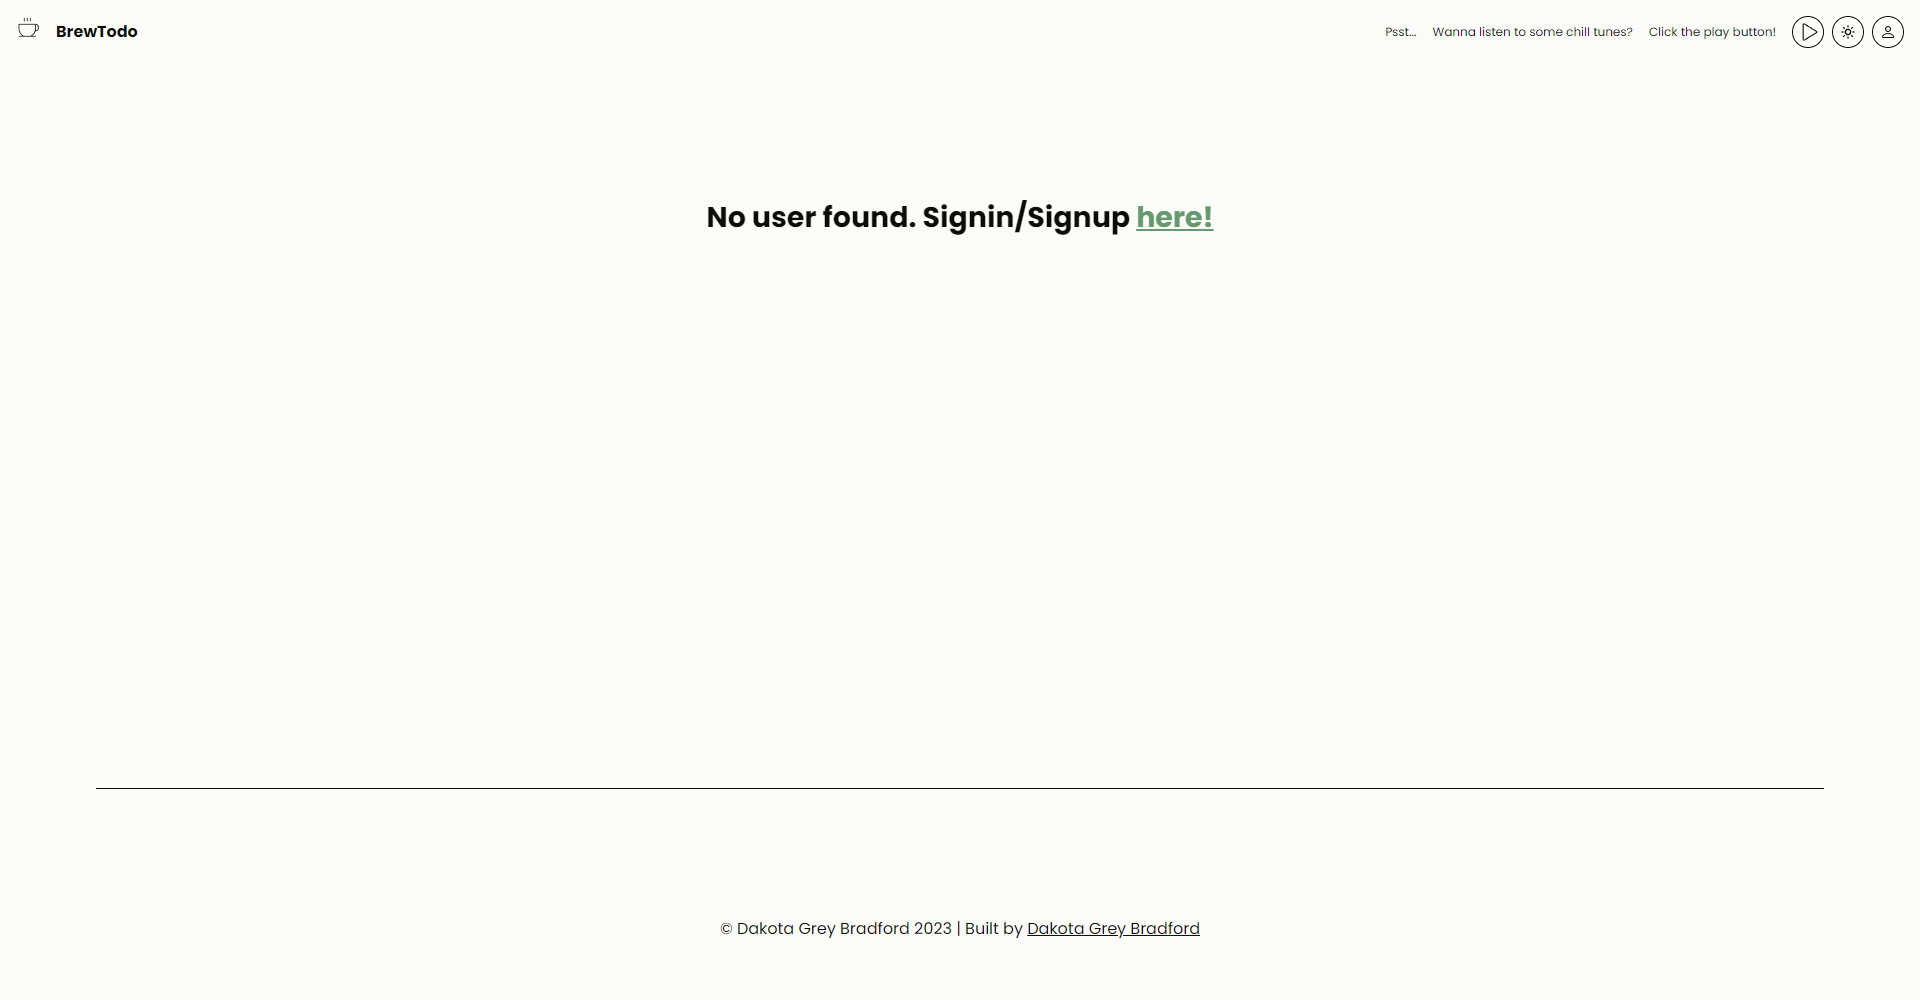 BrewTodo
Psst... Wanna listen to some chill tunes? Click the play button!
No user found. Signin/Signup here!
© Dakota Grey Bradford 2023 | Built by Dakota Grey Bradford